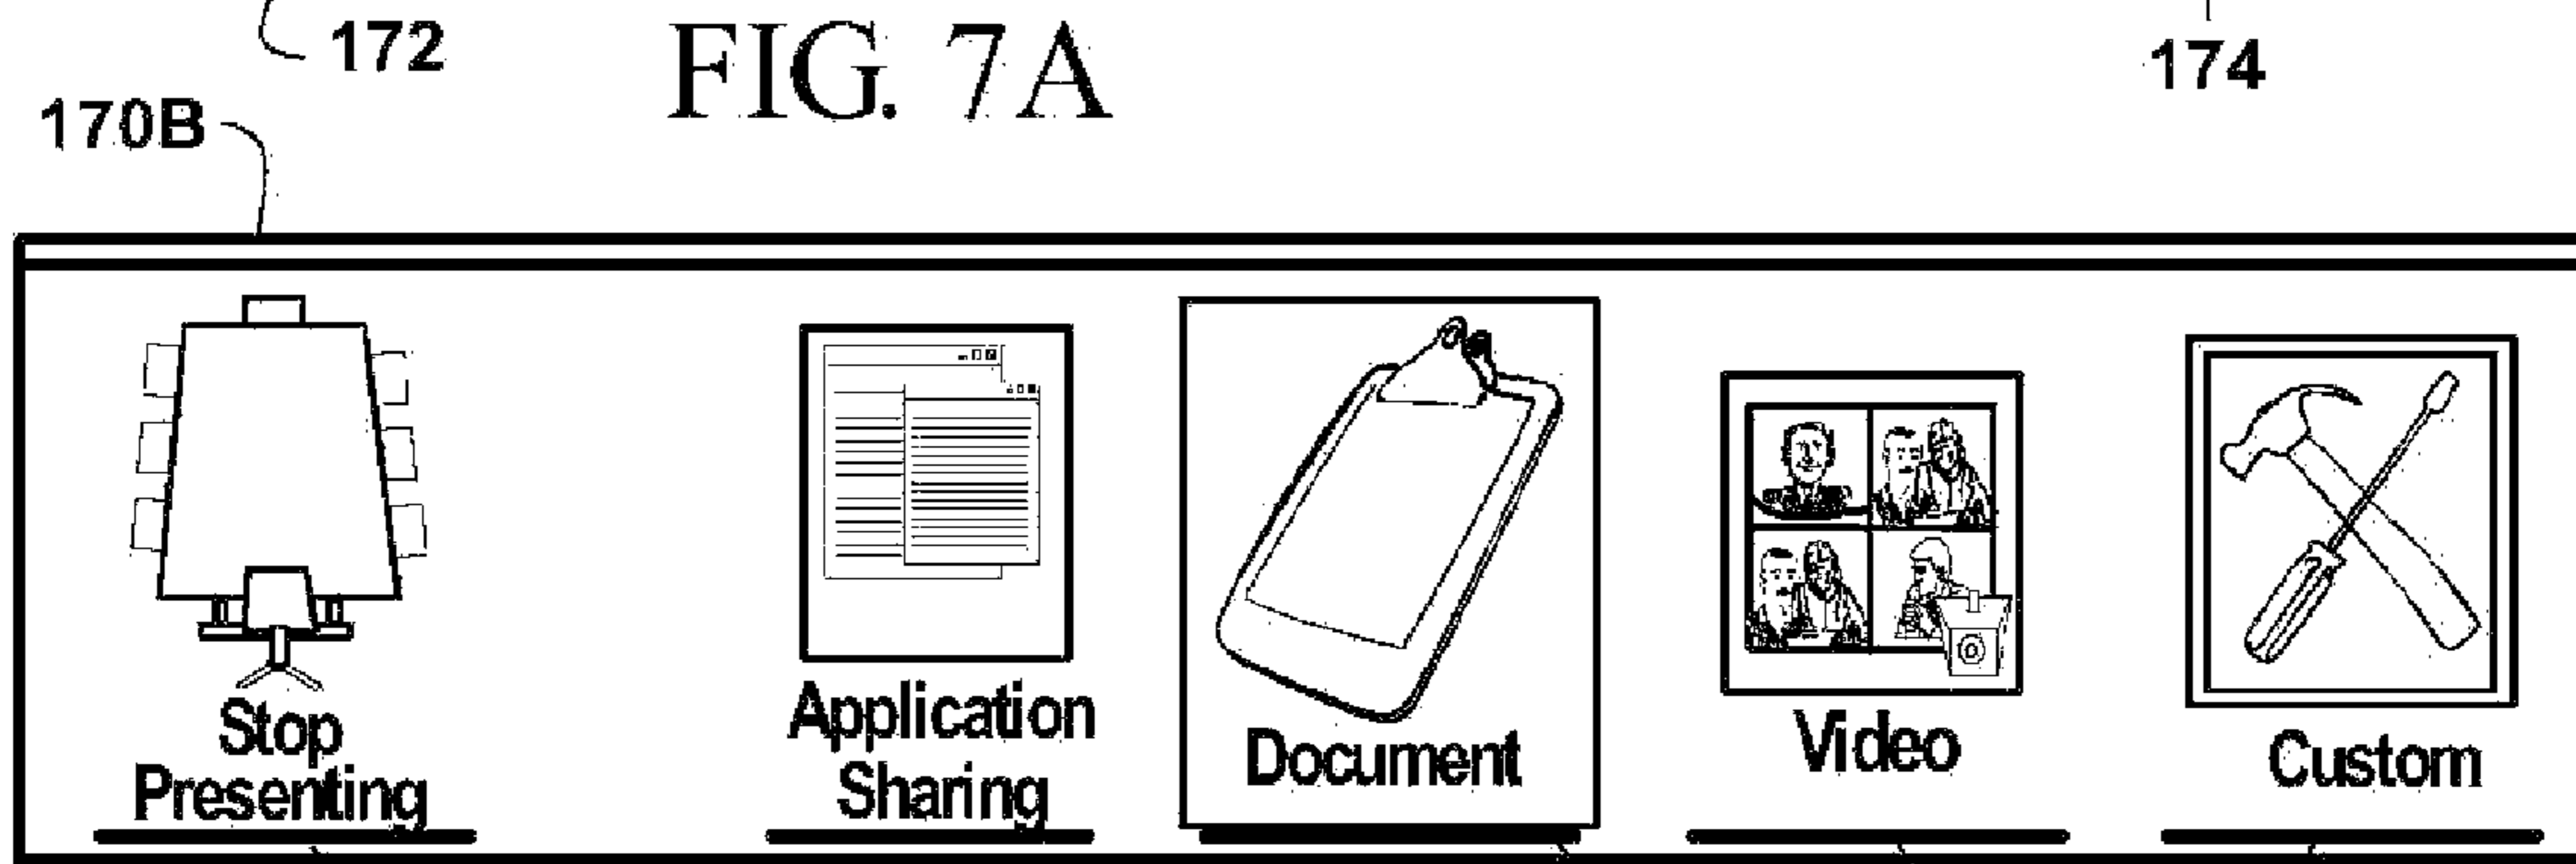 172
FIG. 7A
174
170B
Stop
Presenting
Application
Sharing
Document
Video
Custom